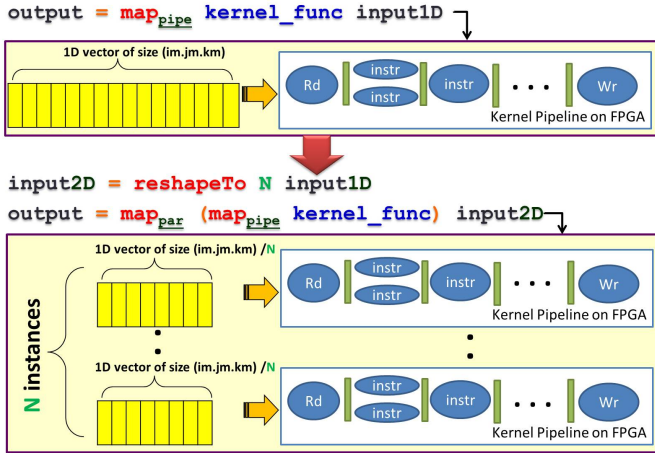 output = map_pipe kernel_func input1D
1D vector of size (im.jm.km)
Rd
instr
instr
instr
Wr
Kernel Pipeline on FPGA
input2D = reshapeTo N input1D
output = map_par (map_pipe kernel_func) input2D
N instances
1D vector of size (im.jm.km) /N
Rd
instr
instr
instr
Wr
Kernel Pipeline on FPGA
1D vector of size (im.jm.km) /N
Rd
instr
instr
instr
Wr
Kernel Pipeline on FPGA